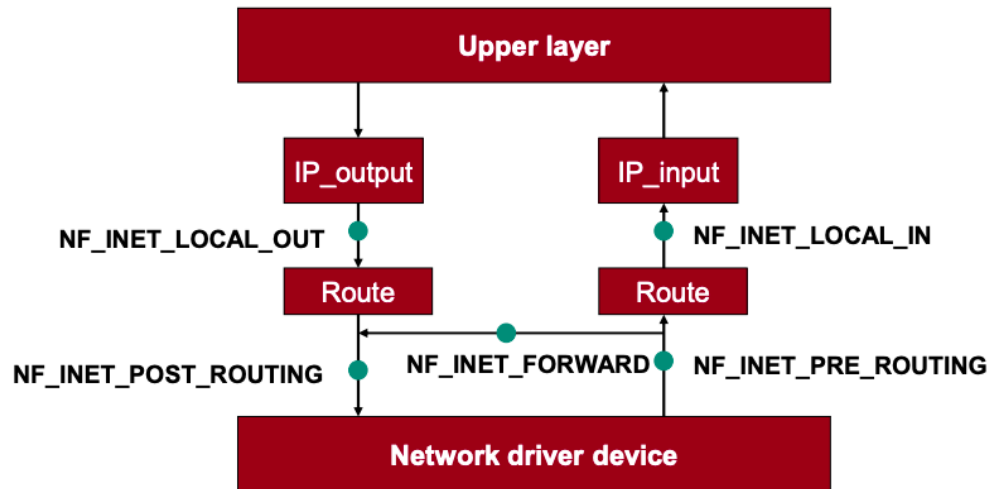 Upper layer
IP_output
IP_input
NF_INET_LOCAL_OUT
NF_INET_LOCAL_IN
Route
Route
NF_INET_FORWARD
NF_INET_POST_ROUTING
NF_INET_PRE_ROUTING
Network driver device